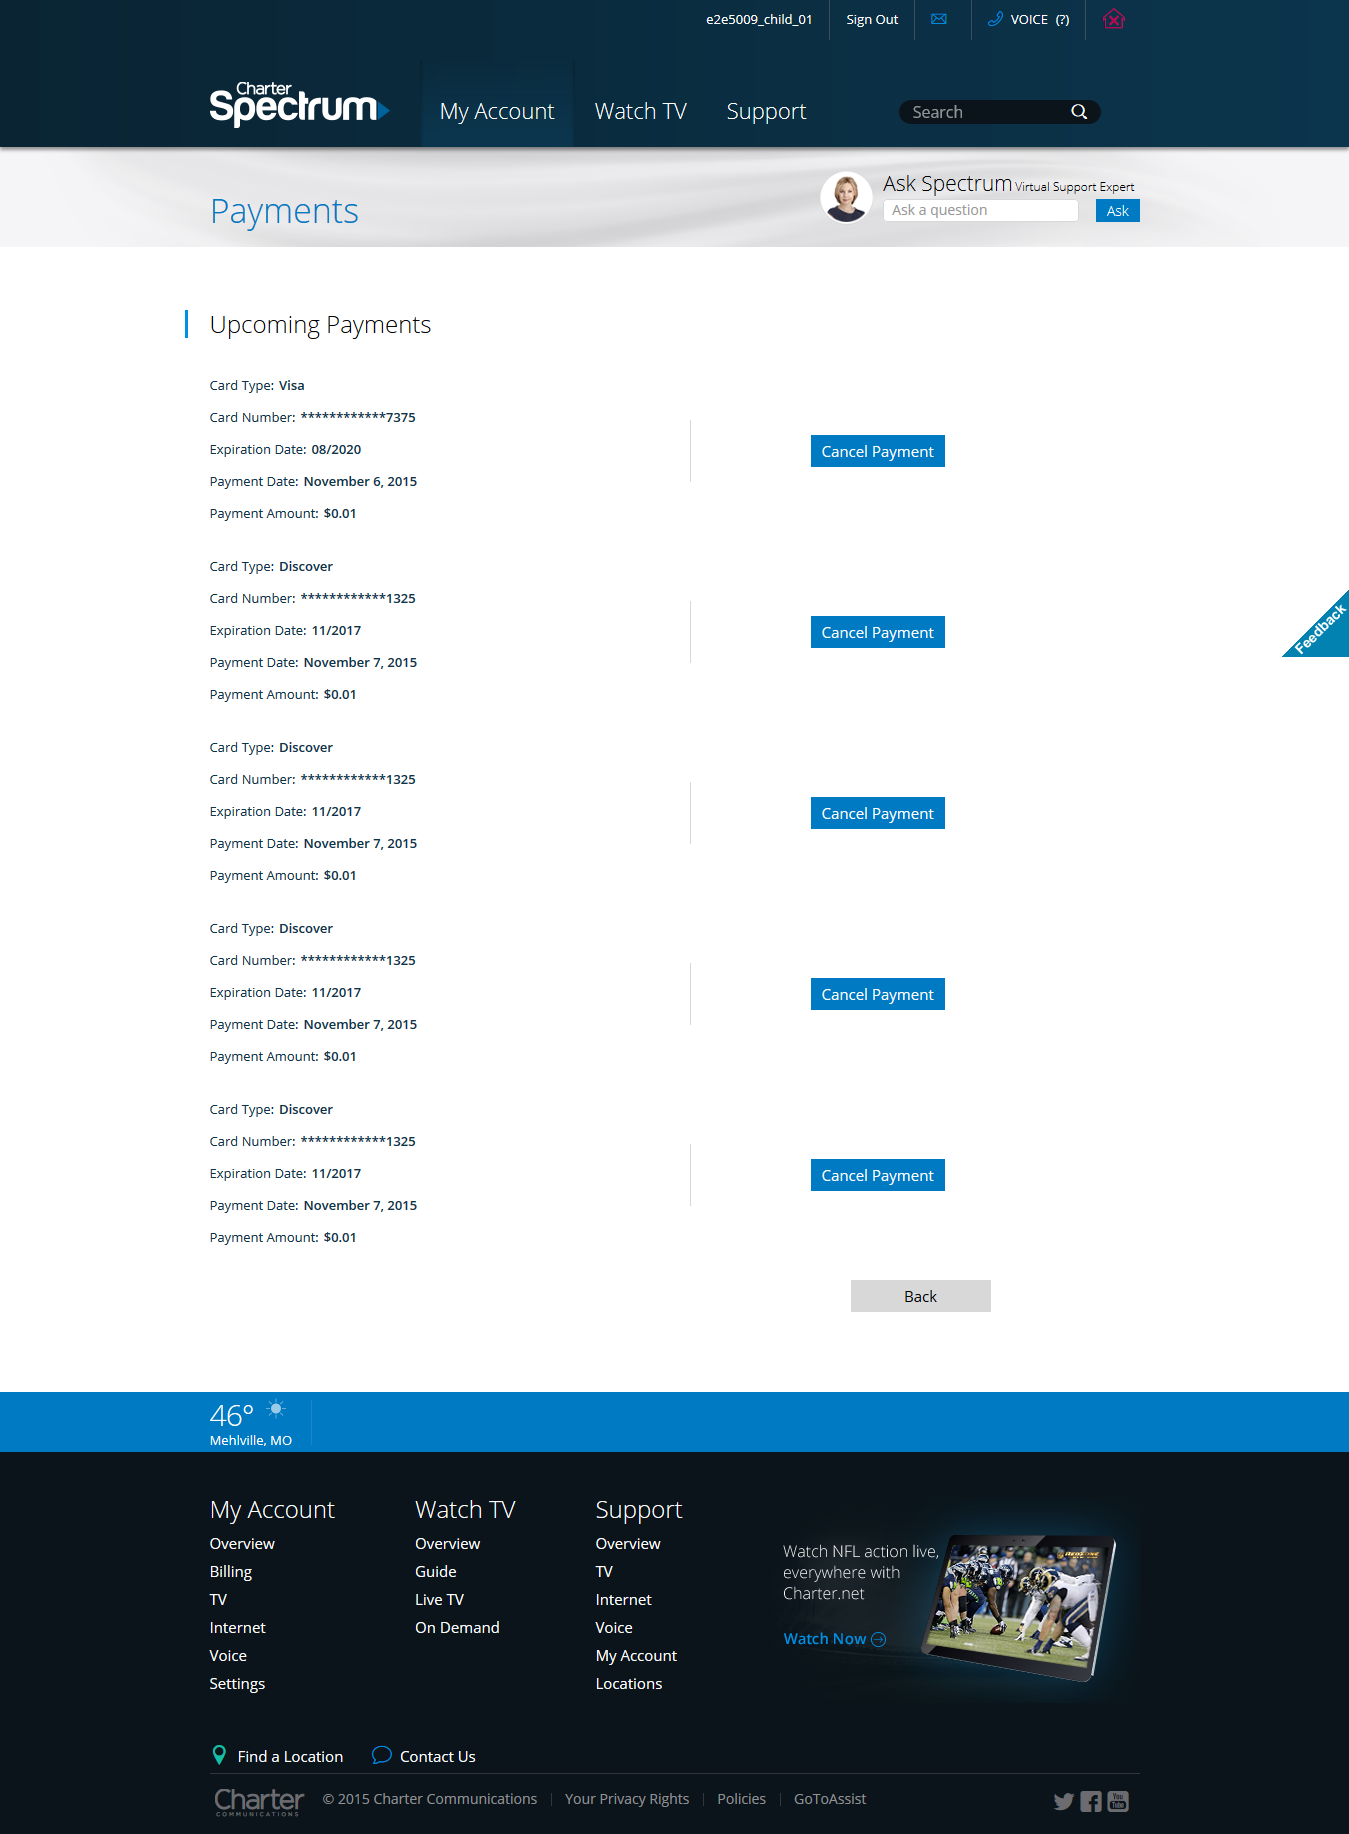 e2e5009_child_01
Sign Out
VOICE (?)
Charter
Spectrum
My Account
Watch TV
Support
Search
Payments
Ask Spectrum Virtual Support Expert
Ask a question
Ask
Upcoming Payments
Card Type: Visa
Card Number: ************7375
Expiration Date: 08/2020
Payment Date: November 6, 2015
Payment Amount: $0.01
Cancel Payment
Card Type: Discover
Card Number: ************1325
Expiration Date: 11/2017
Payment Date: November 7, 2015
Payment Amount: $0.01
Cancel Payment
Feedback
Card Type: Discover
Card Number: ************1325
Expiration Date: 11/2017
Payment Date: November 7, 2015
Payment Amount: $0.01
Cancel Payment
Card Type: Discover
Card Number: ************1325
Expiration Date: 11/2017
Payment Date: November 7, 2015
Payment Amount: $0.01
Cancel Payment
Card Type: Discover
Card Number: ************1325
Expiration Date: 11/2017
Payment Date: November 7, 2015
Payment Amount: $0.01
Cancel Payment
Back
46°
Mehlville, MO
My Account
Overview
Billing
TV
Internet
Voice
Settings
Watch TV
Overview
Guide
Live TV
On Demand
Support
Overview
TV
Internet
Voice
My Account
Locations
Watch NFL action live,
everywhere with
Charter.net
Watch Now
Find a Location
Contact Us
Charter
COMMUNICATIONS
© 2015 Charter Communications
Your Privacy Rights
Policies
GoToAssist
You
Tube